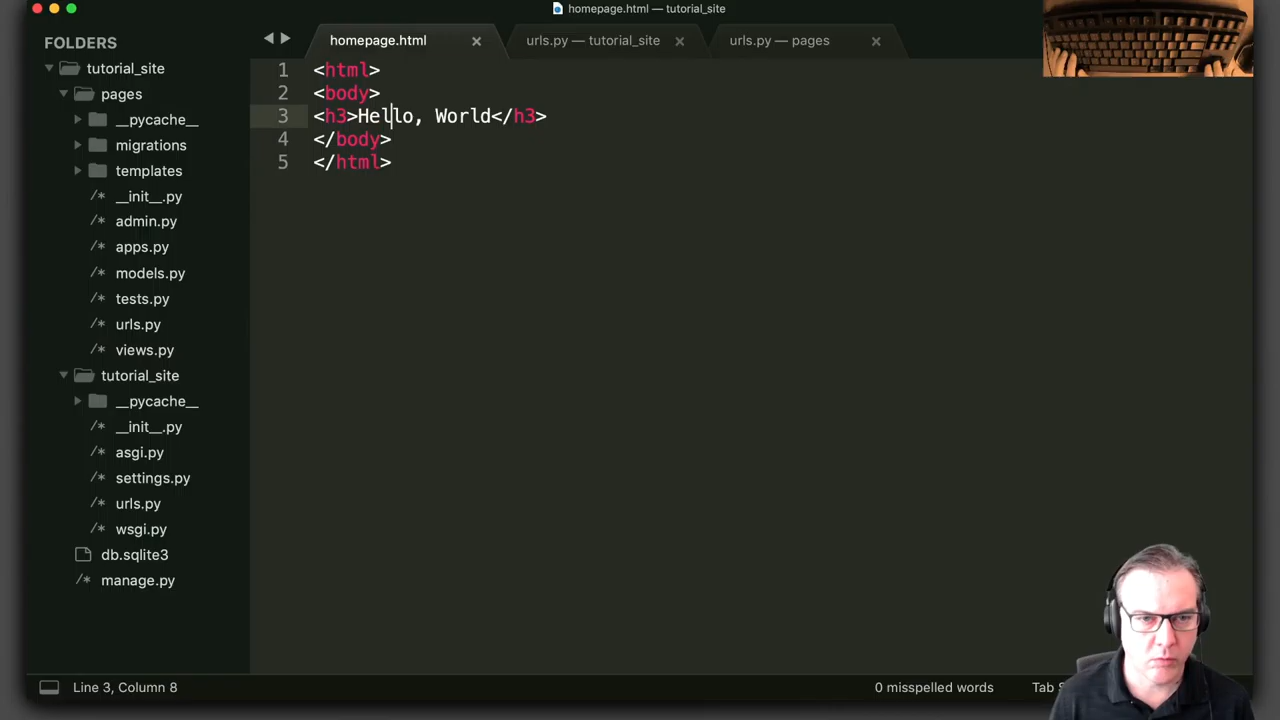 homepage.html — tutorial_site
FOLDERS
tutorial_site
pages
__pycache__
migrations
templates
/* __init__.py
/* admin.py
/* apps.py
/* models.py
/* tests.py
/* urls.py
/* views.py
tutorial_site
__pycache__
/* __init__.py
/* asgi.py
/* settings.py
/* urls.py
/* wsgi.py
db.sqlite3
/* manage.py
homepage.html
urls.py — tutorial_site
urls.py — pages
1 <html>
2 <body>
3 <h3>Hello, World</h3>
4 </body>
5 </html>
Line 3, Column 8
0 misspelled words
Tab S